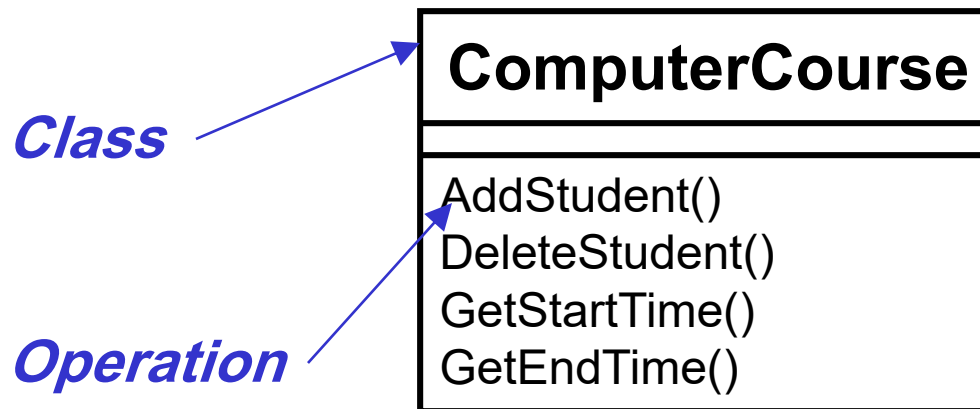 ComputerCourse
Class
AddStudent()
DeleteStudent()
GetStartTime()
GetEndTime()
Operation